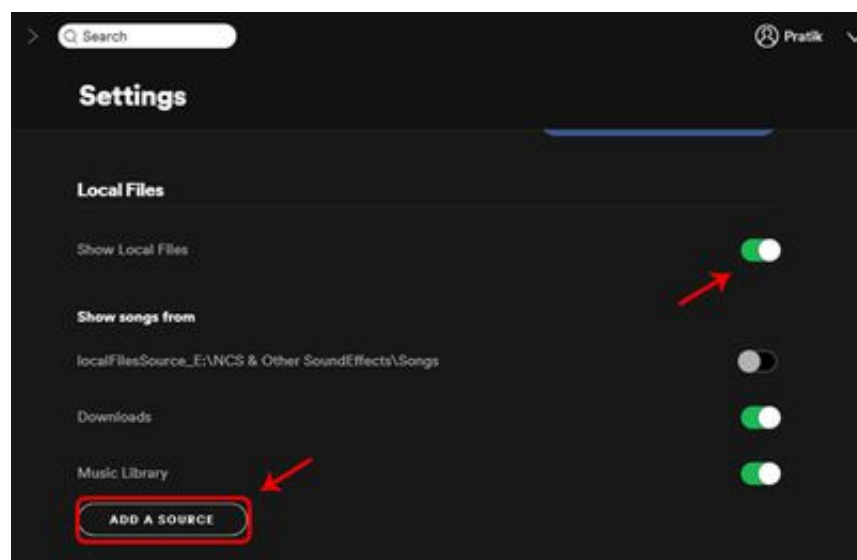 Search
Pratik
Settings
Local Files
Show Local Files
Show songs from
localFilesSource_E:\NCS & Other SoundEffects\Songs
Downloads
Music Library
ADD A SOURCE